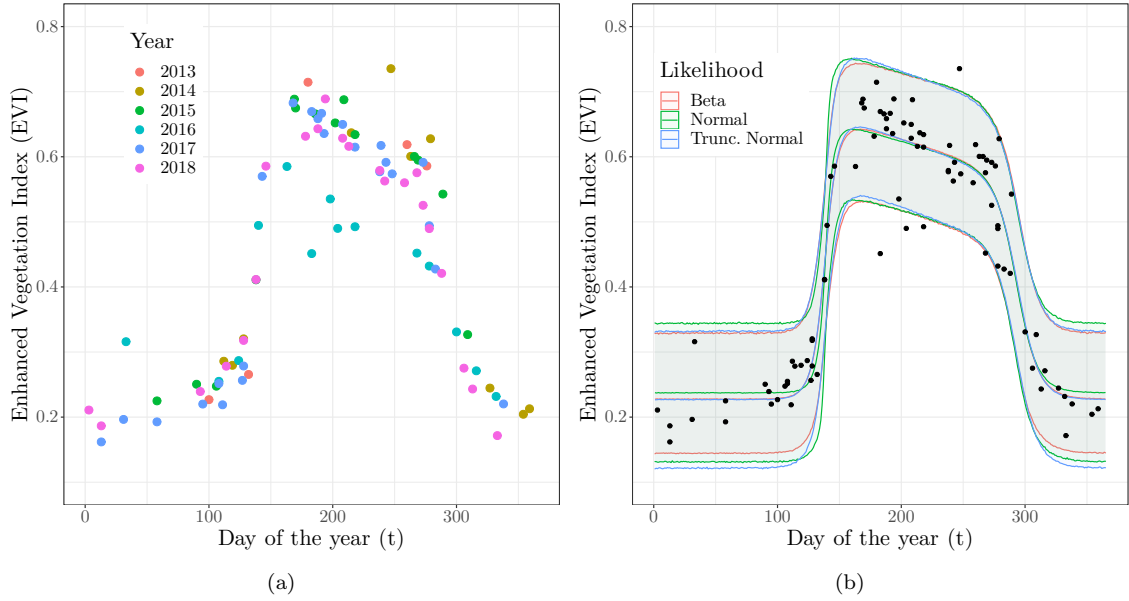 Enhanced Vegetation Index (EVI)
0.8
0.6
0.4
0.2
Year
2013
2014
2015
2016
2017
2018
0 100 200 300
Day of the year (t)
(a)
Enhanced Vegetation Index (EVI)
0.8
0.6
0.4
0.2
Likelihood
Beta
Normal
Trunc. Normal
0 100 200 300
Day of the year (t)
(b)